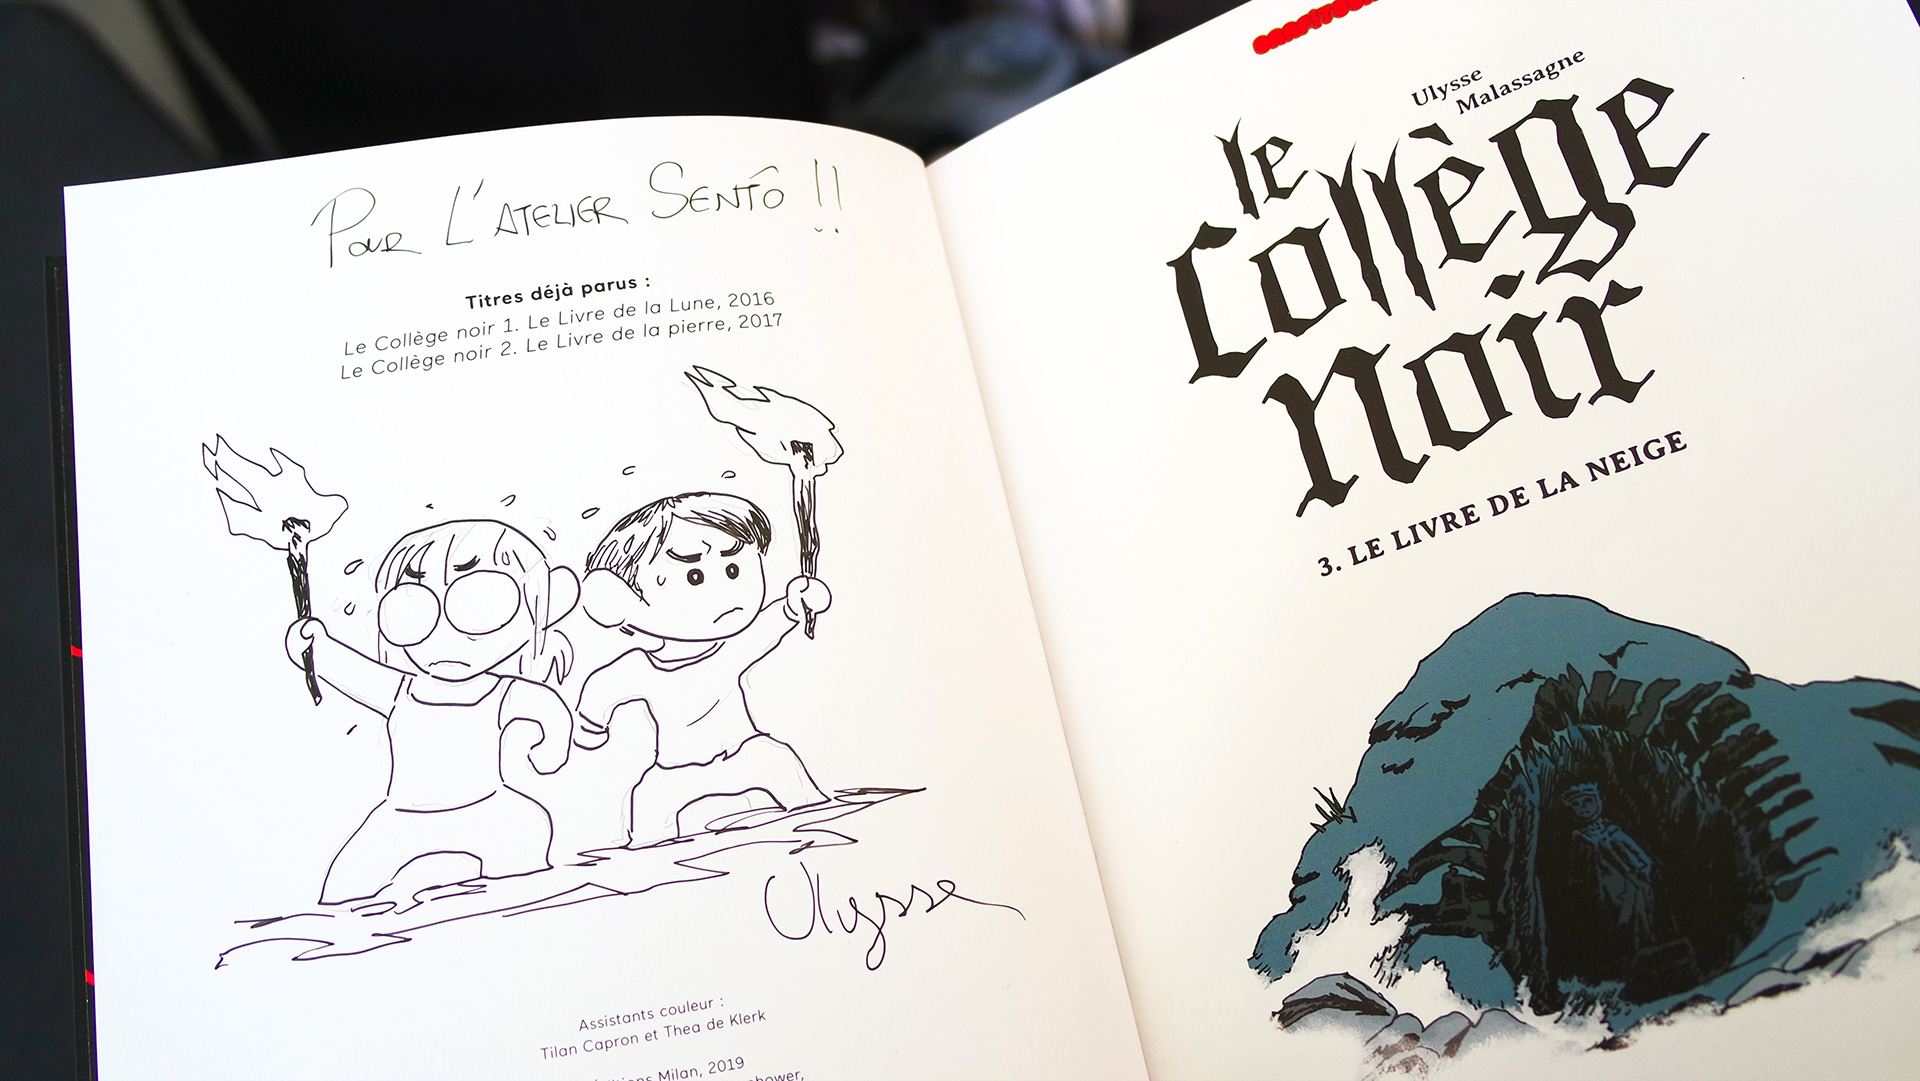 Pour L'Atelier Sentô !!
Titres déjà parus :
Le Collège noir 1. Le Livre de la Lune, 2016
Le Collège noir 2. Le Livre de la pierre, 2017
Ulysse
Assistants couleur :
Tilan Capron et Thea de Klerk
Milan, 2019
Ulysse
Malassagne
le
Collège
noir
3. LE LIVRE DE LA NEIGE